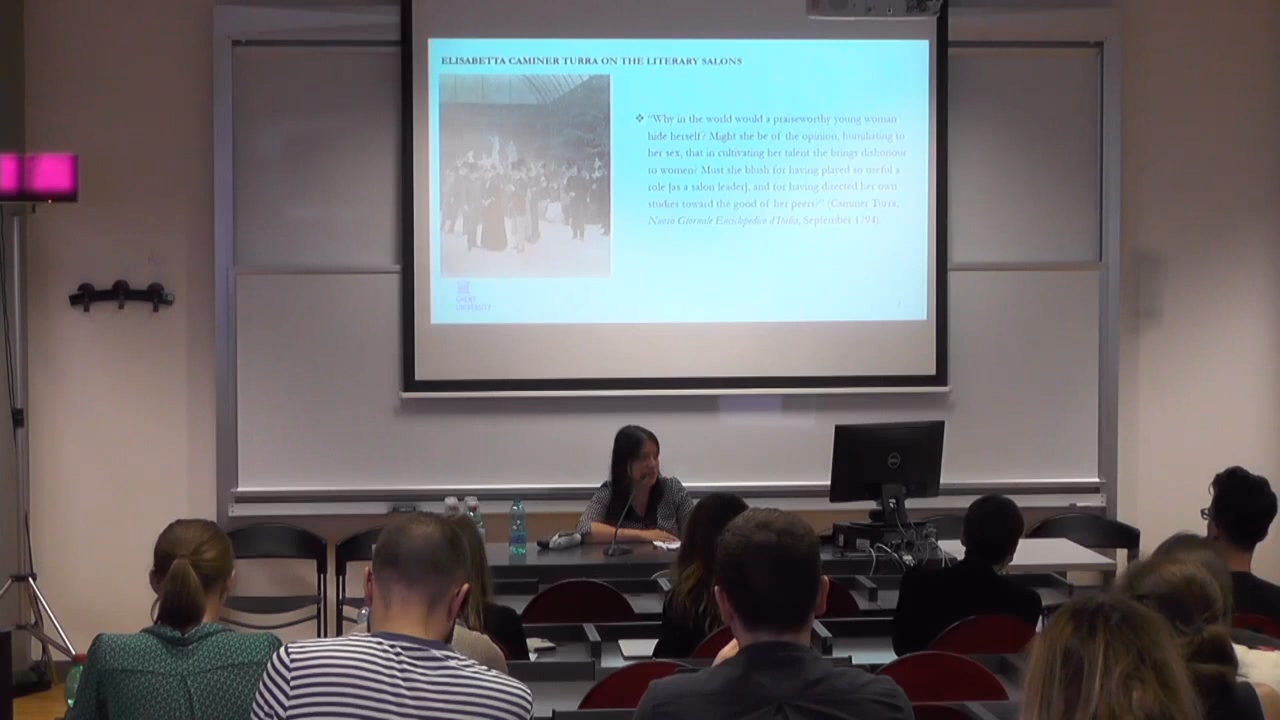 ELISABETTA CAMINER TURRA ON THE LITERARY SALONS
❖ "Why in the world would a praiseworthy young woman
hide herself? Might she be of the opinion, humiliating to
her sex, that in cultivating her talent she brings dishonour
to women? Must she blush for having played so useful a
role [as a salon leader], and for having directed her own
studies toward the good of her peers?" (Caminer Turra,
Nuovo Giornale Enciclopedico d'Italia, September 1794).
GHENT
UNIVERSITY
DELL